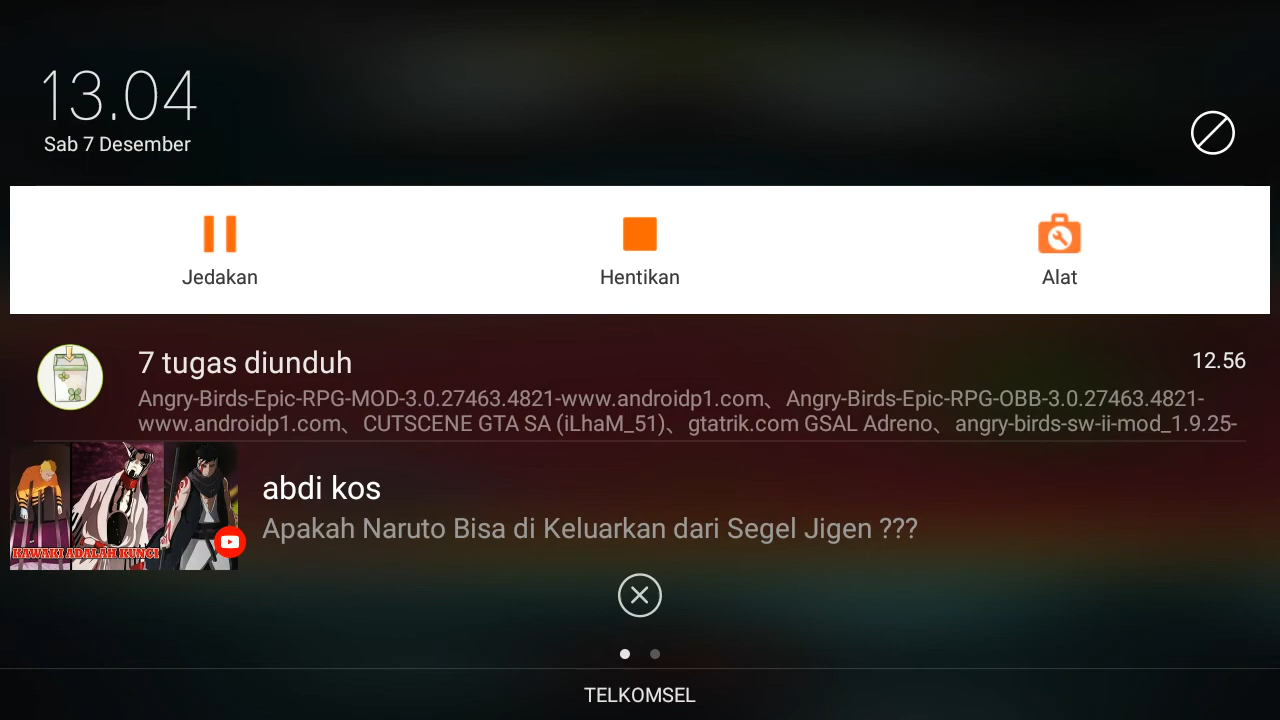 13.04
Sab 7 Desember
Jedakan
Hentikan
Alat
7 tugas diunduh
12.56
Angry-Birds-Epic-RPG-MOD-3.0.27463.4821-www.androidp1.com、Angry-Birds-Epic-RPG-OBB-3.0.27463.4821-
www.androidp1.com、CUTSCENE GTA SA (iLhaM_51)、gtatrik.com GSAL Adreno、angry-birds-sw-ii-mod_1.9.25-
abdi kos
Apakah Naruto Bisa di Keluarkan dari Segel Jigen ???
KAWAKI ADALAH KUNCI
TELKOMSEL